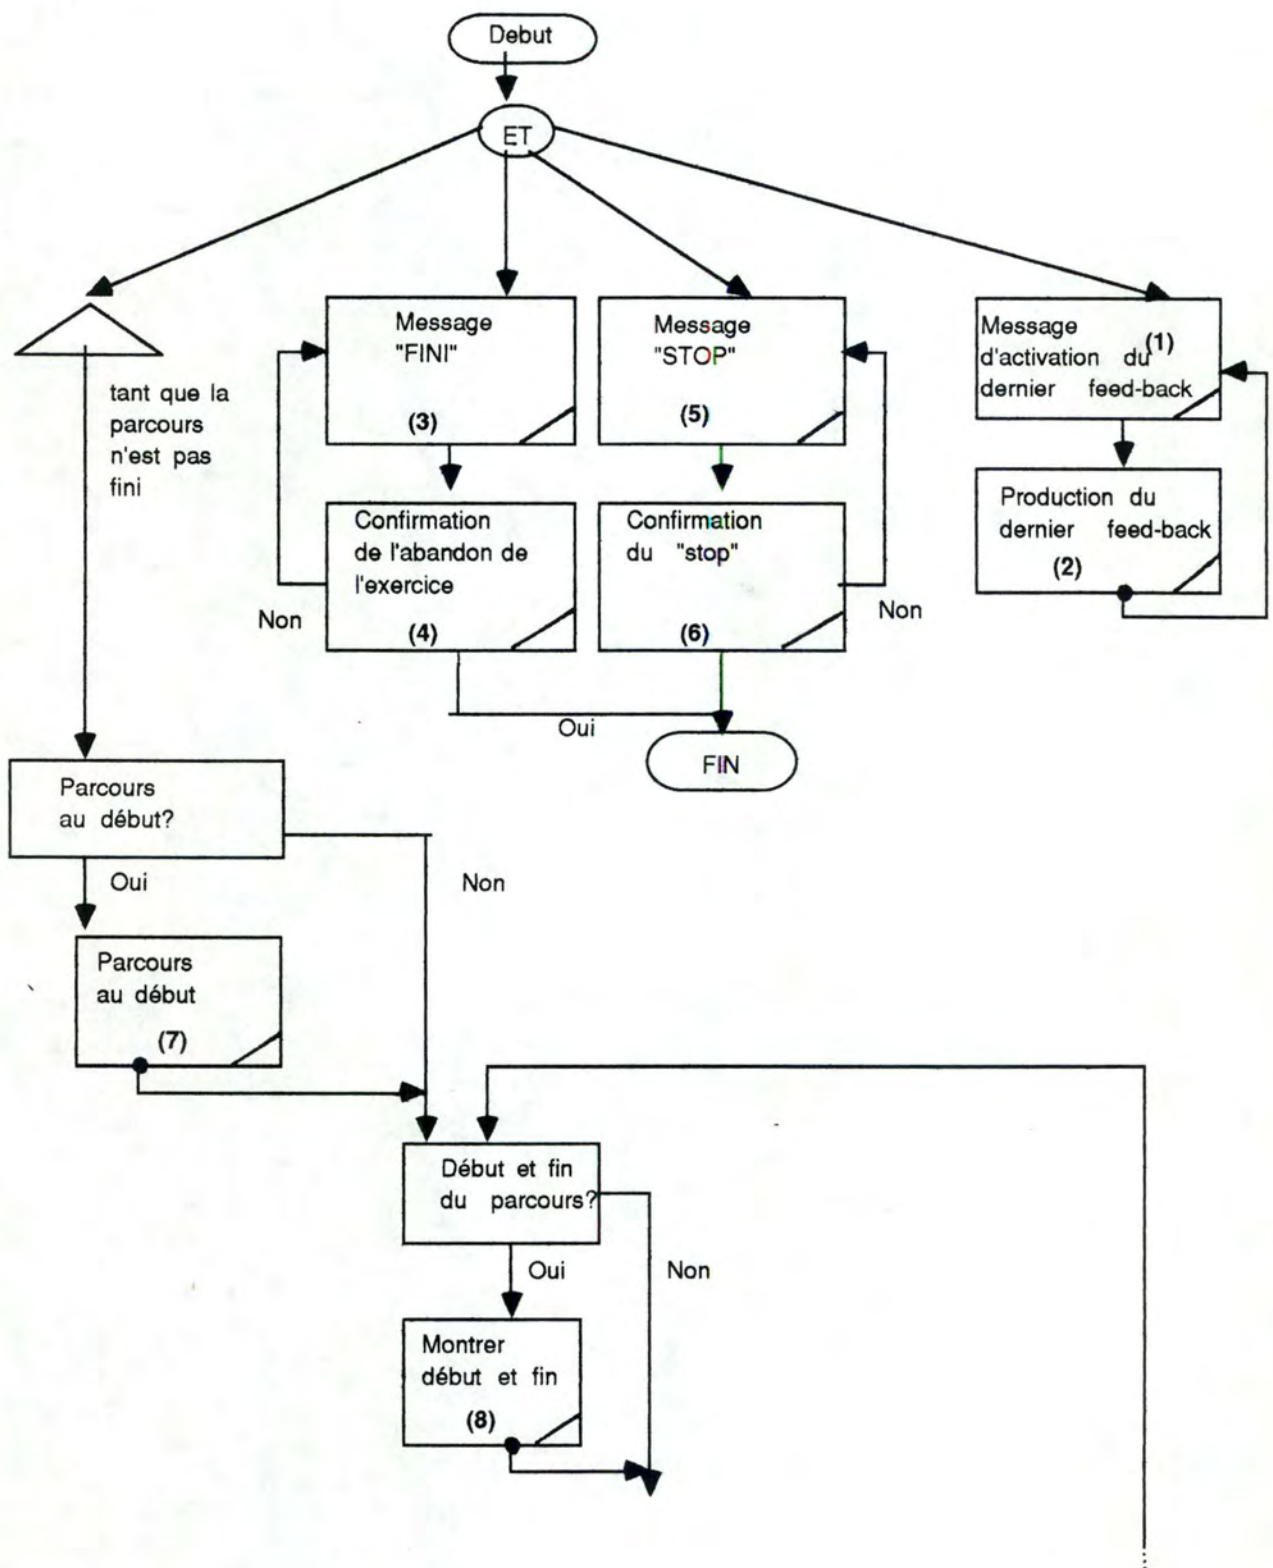 Debut
ET
tant que la
parcours
n'est pas
fini
Message
"FINI"
(3)
Message
"STOP"
(5)
Message
d'activation du
(1)
dernier feed-back
Confirmation
de l'abandon de
l'exercice
(4)
Non
Confirmation
du "stop"
(6)
Non
Production du
dernier feed-back
(2)
Oui
FIN
Parcours
au début?
Oui
Non
Parcours
au début
(7)
Début et fin
du parcours?
Oui
Non
Montrer
début et fin
(8)